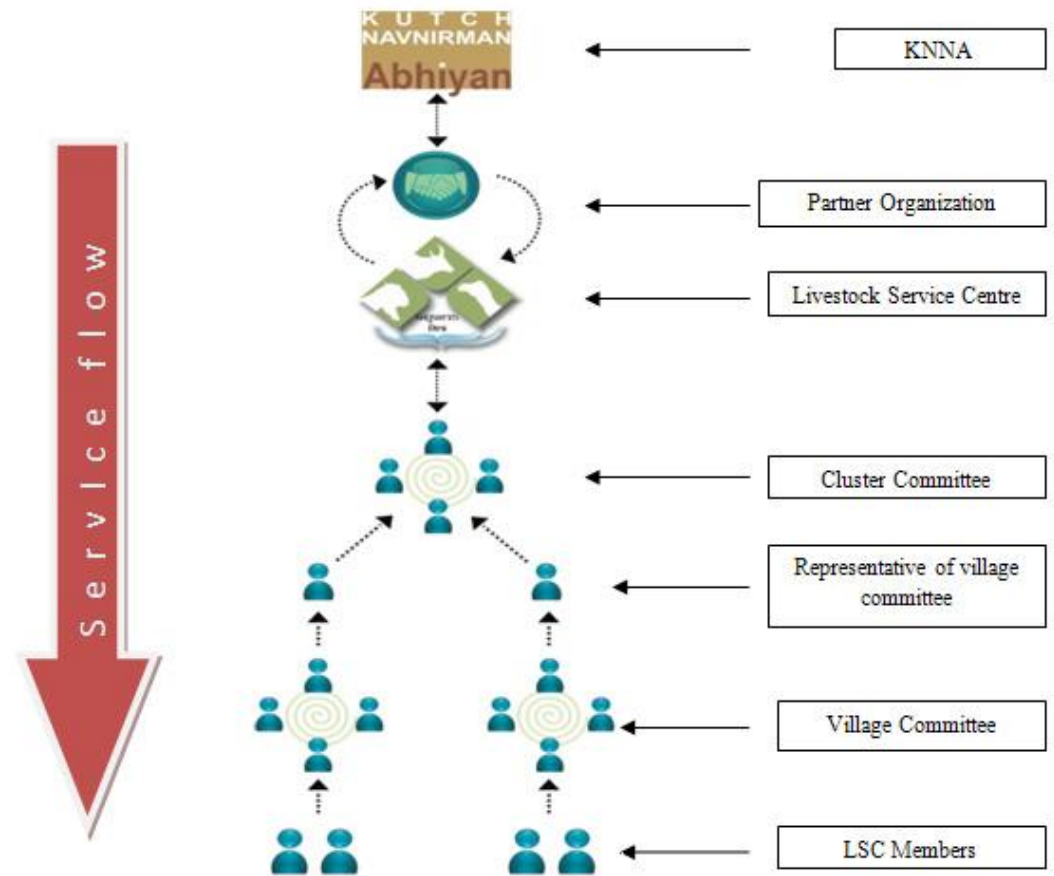 K U T C H
NAVNIRMAN
Abhiyan
KNNA
Partner Organization
Livestock Service Centre
Service flow
Cluster Committee
Representative of village
committee
Village Committee
LSC Members